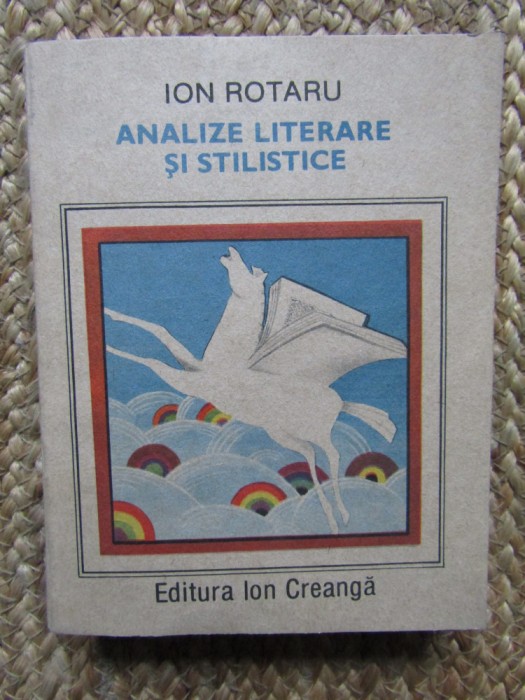 ION ROTARU
ANALIZE LITERARE
ŞI STILISTICE
Editura Ion Creangă